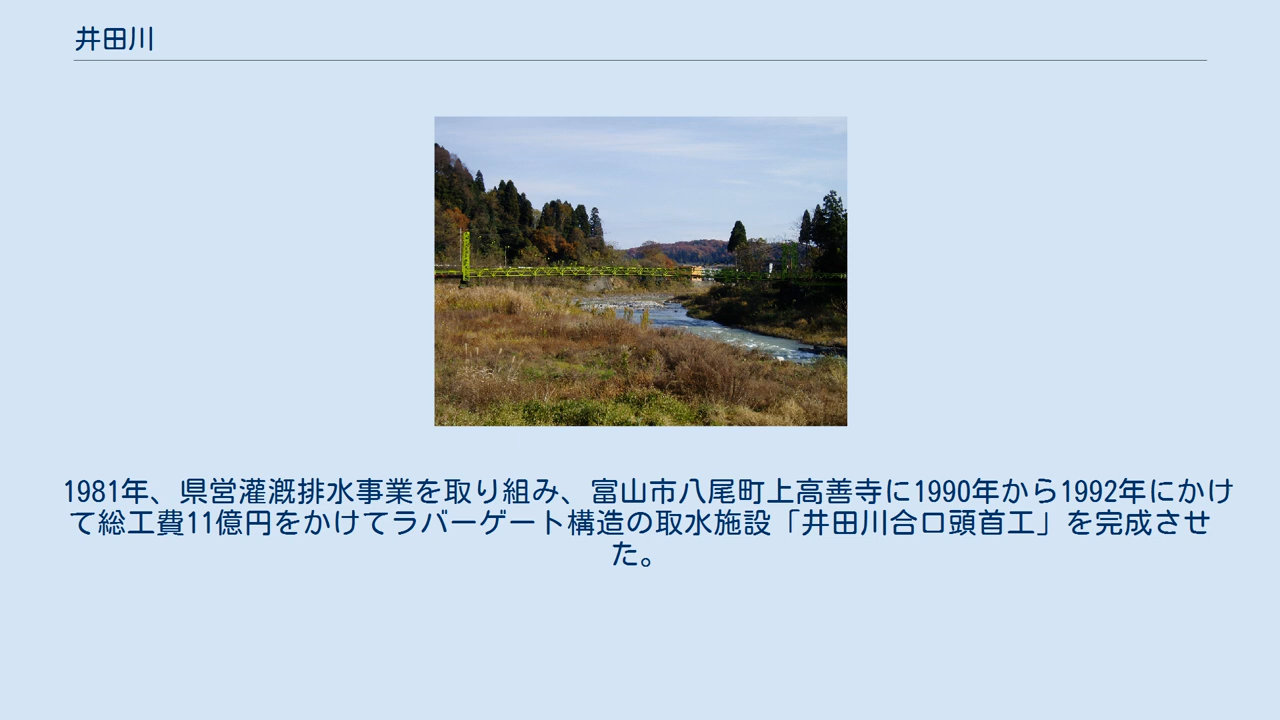 井田川
1981年、県営灌漑排水事業を取り組み、富山市八尾町上高善寺に1990年から1992年にかけ
て総工費11億円をかけてラバーゲート構造の取水施設「井田川合口頭首工」を完成させ
た。